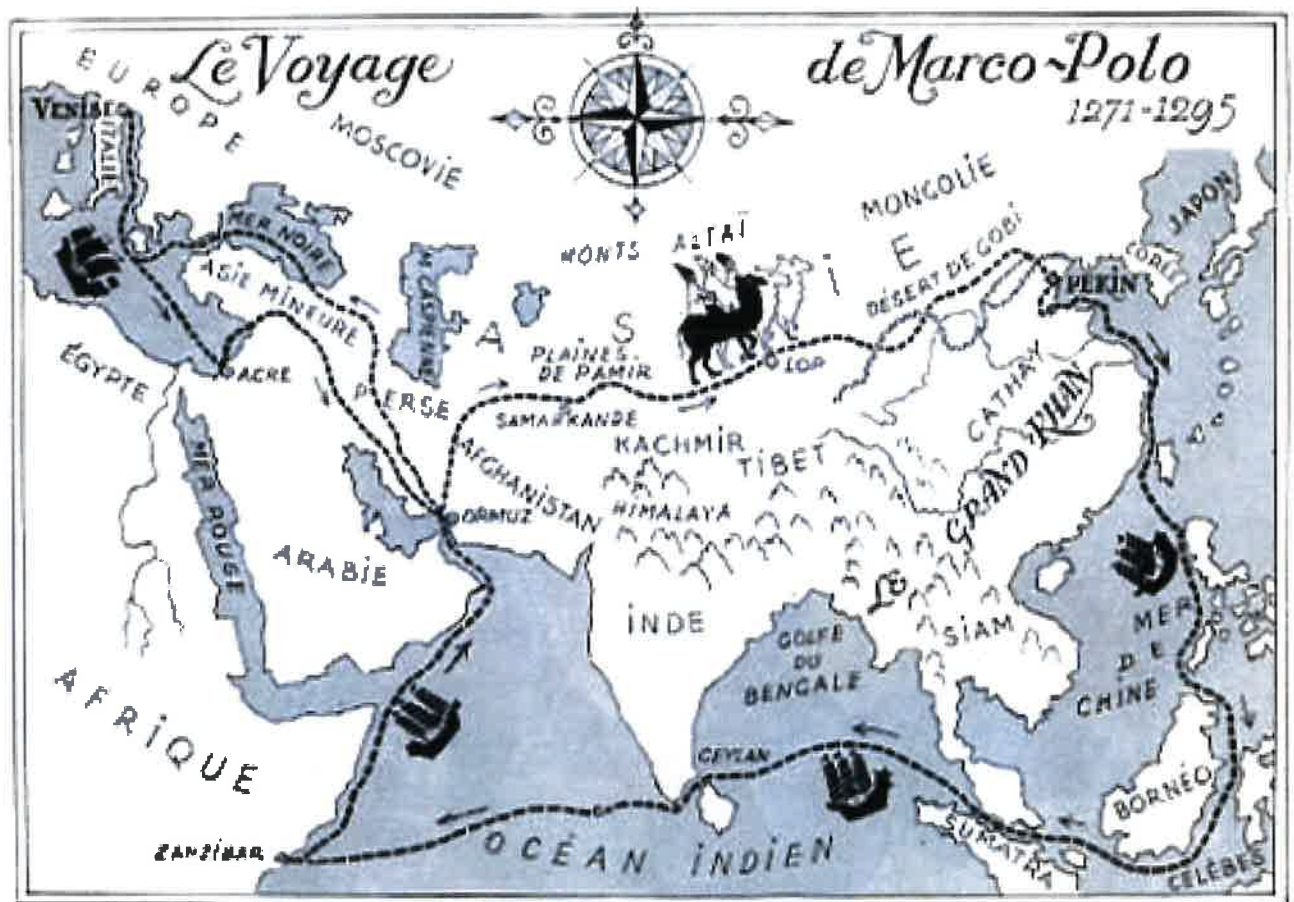 Le Voyage
de Marco-Polo
1271-1295
EUROPE
VENISE
ITALIE
MOSCOVIE
MONGOLIE
JAPON
CORÉE
MER NOIRE
MONTS ALTAÏ
ASIE
DÉSERT DE GOBI
PÉKIN
ASIE MINEURE
M. CASPIENNE
PLAINES
DE PAMIR
LOP
ÉGYPTE
ACRE
PERSE
SAMARKANDE
CATHAY
KACHMIR
TIBET
LE GRAND KHAN
AFGHANISTAN
HIMALAYA
ORMUZ
MER ROUGE
ARABIE
INDE
SIAM
GOLFE
DU
BENGALE
MER
DE
CHINE
AFRIQUE
CEYLAN
BORNÉO
SUMATRA
ZANZIBAR
OCÉAN INDIEN
CÉLÈBES